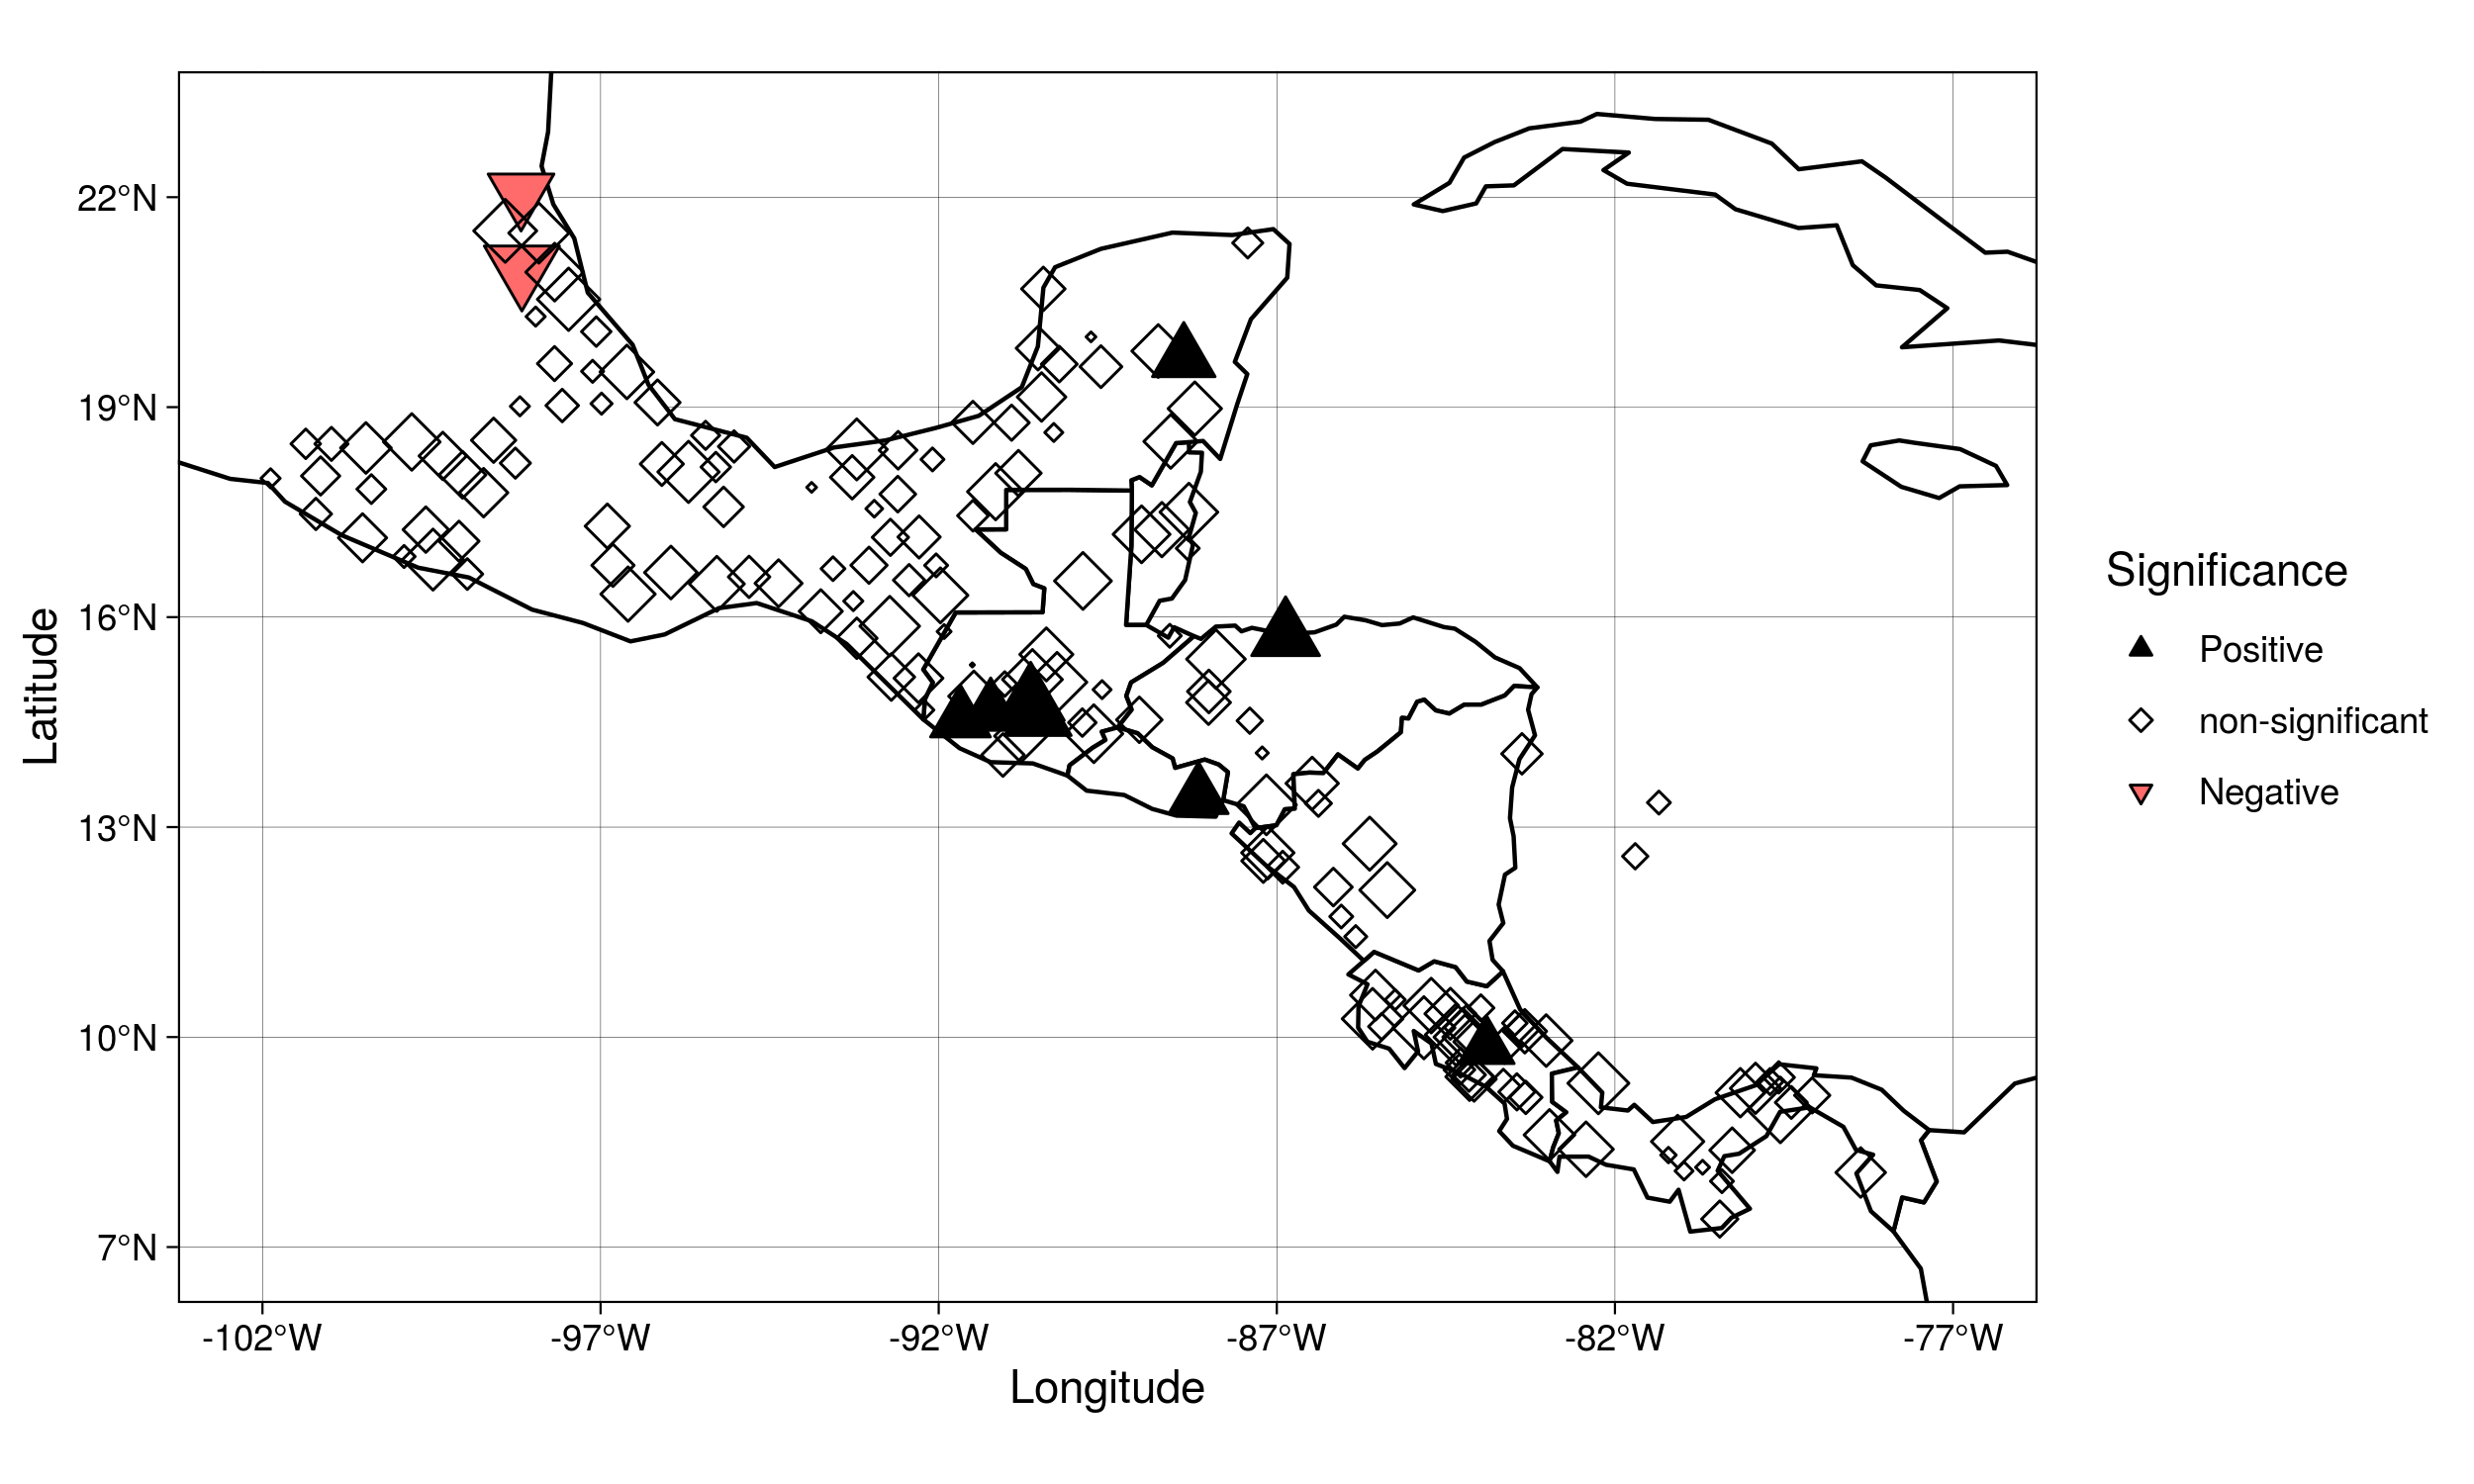 22°N
19°N
16°N
13°N
10°N
7°N
Latitude
-102°W
-97°W
-92°W
-87°W
-82°W
-77°W
Longitude
Significance
Positive
non-significant
Negative